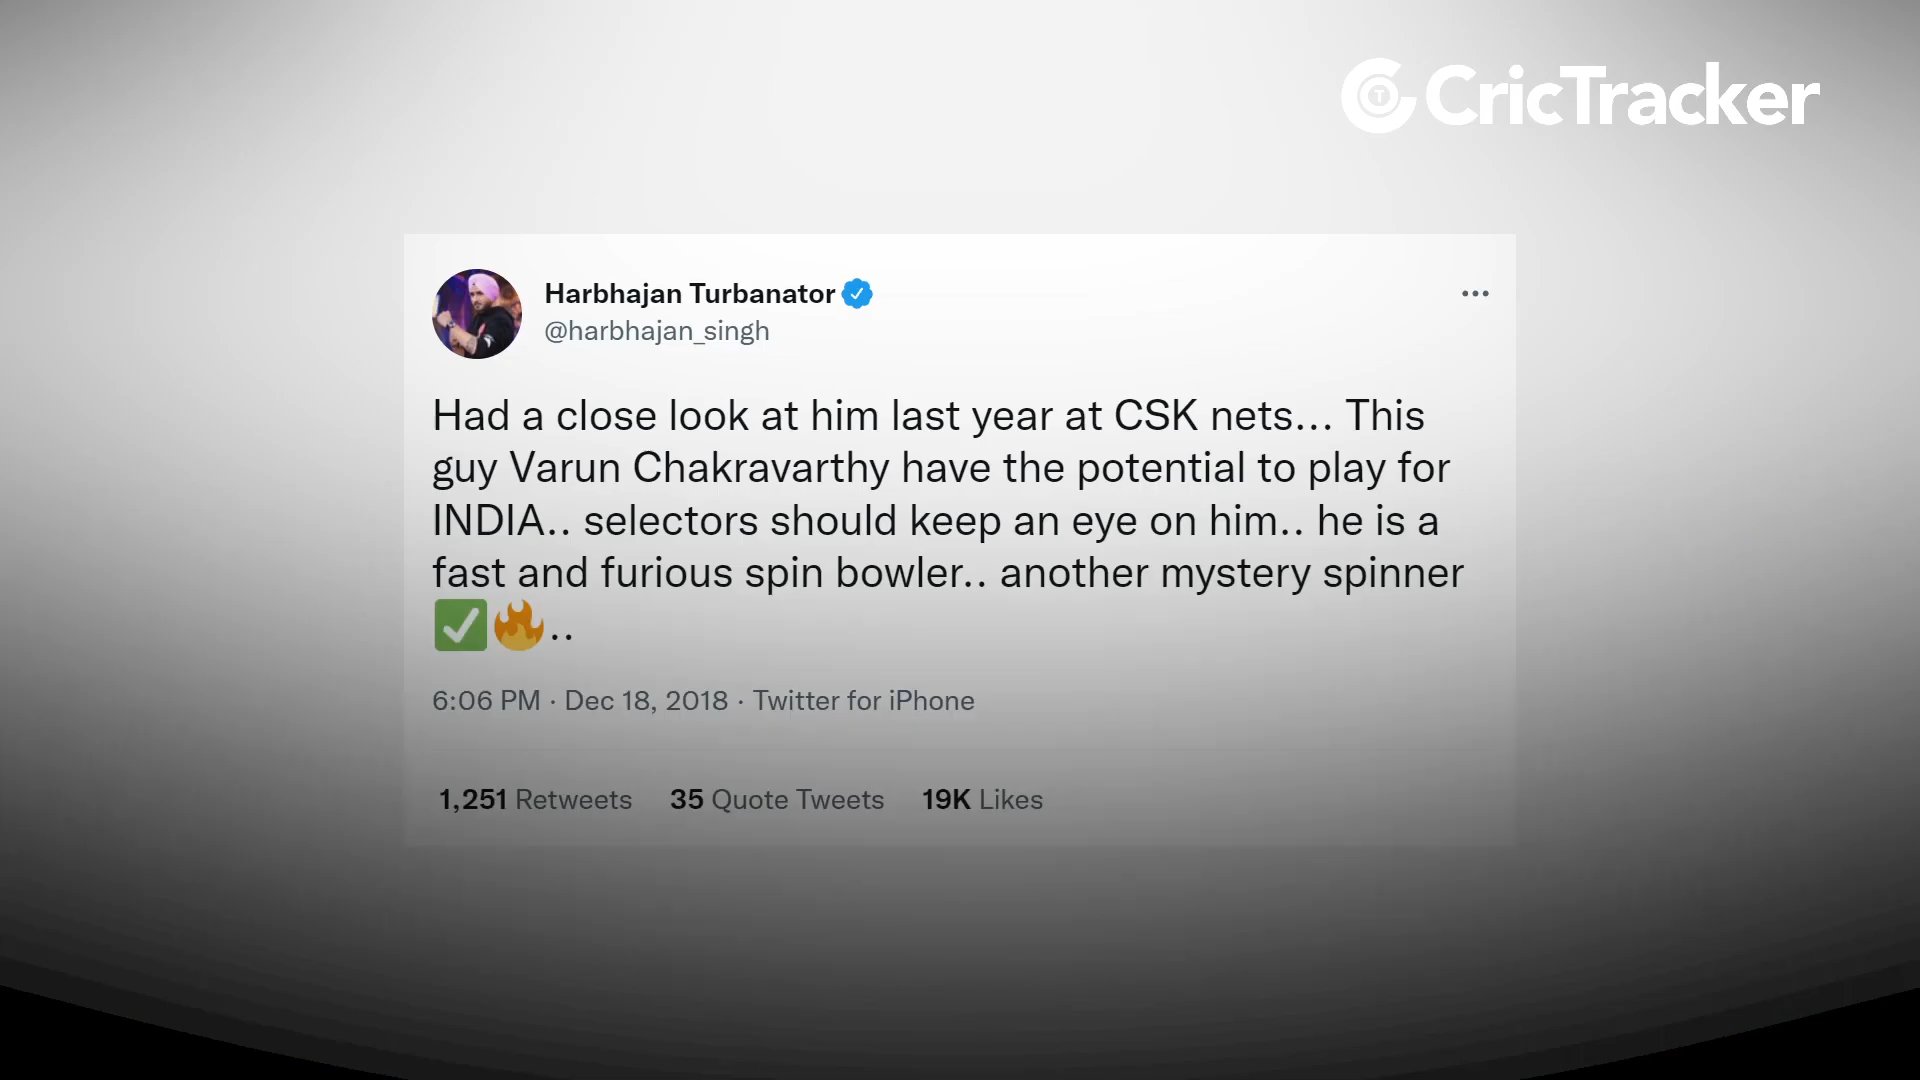 CricTracker
Harbhajan Turbanator
@harbhajan_singh
Had a close look at him last year at CSK nets... This
guy Varun Chakravarthy have the potential to play for
INDIA.. selectors should keep an eye on him.. he is a
fast and furious spin bowler.. another mystery spinner
✅🔥..
6:06 PM · Dec 18, 2018 · Twitter for iPhone
1,251 Retweets 35 Quote Tweets 19K Likes